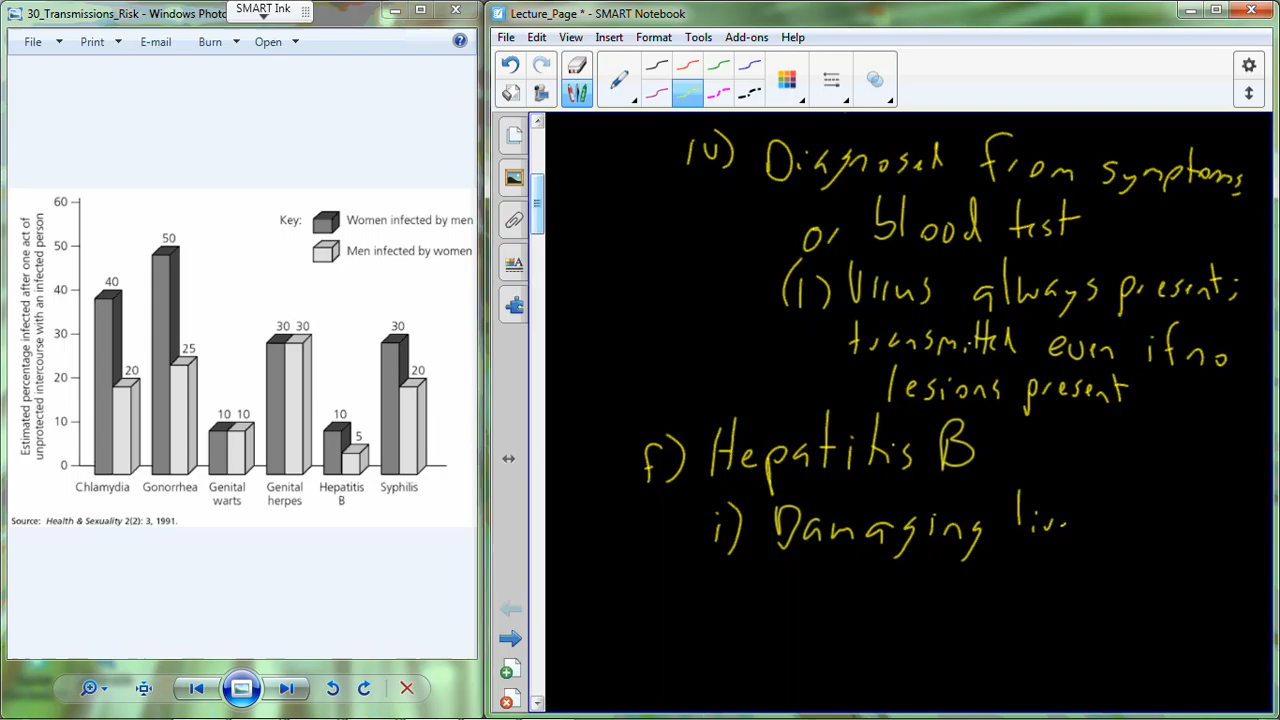 30_Transmissions_Risk - Windows Photo
SMART Ink
File Print E-mail Burn Open
60
50
40
30
20
10
0
Estimated percentage infected after one act of
unprotected intercourse with an infected person
Key:
Women infected by men
Men infected by women
40
20
50
25
10 10
30 30
10
5
30
20
Chlamydia
Gonorrhea
Genital
warts
Genital
herpes
Hepatitis
B
Syphilis
Source: Health & Sexuality 2(2): 3, 1991.
Lecture_Page * - SMART Notebook
File Edit View Insert Format Tools Add-ons Help
iv) Diagnosed from symptoms
or blood test
(1) Virus always present;
transmitted even if no
lesions present
f) Hepatitis B
i) Damaging liv